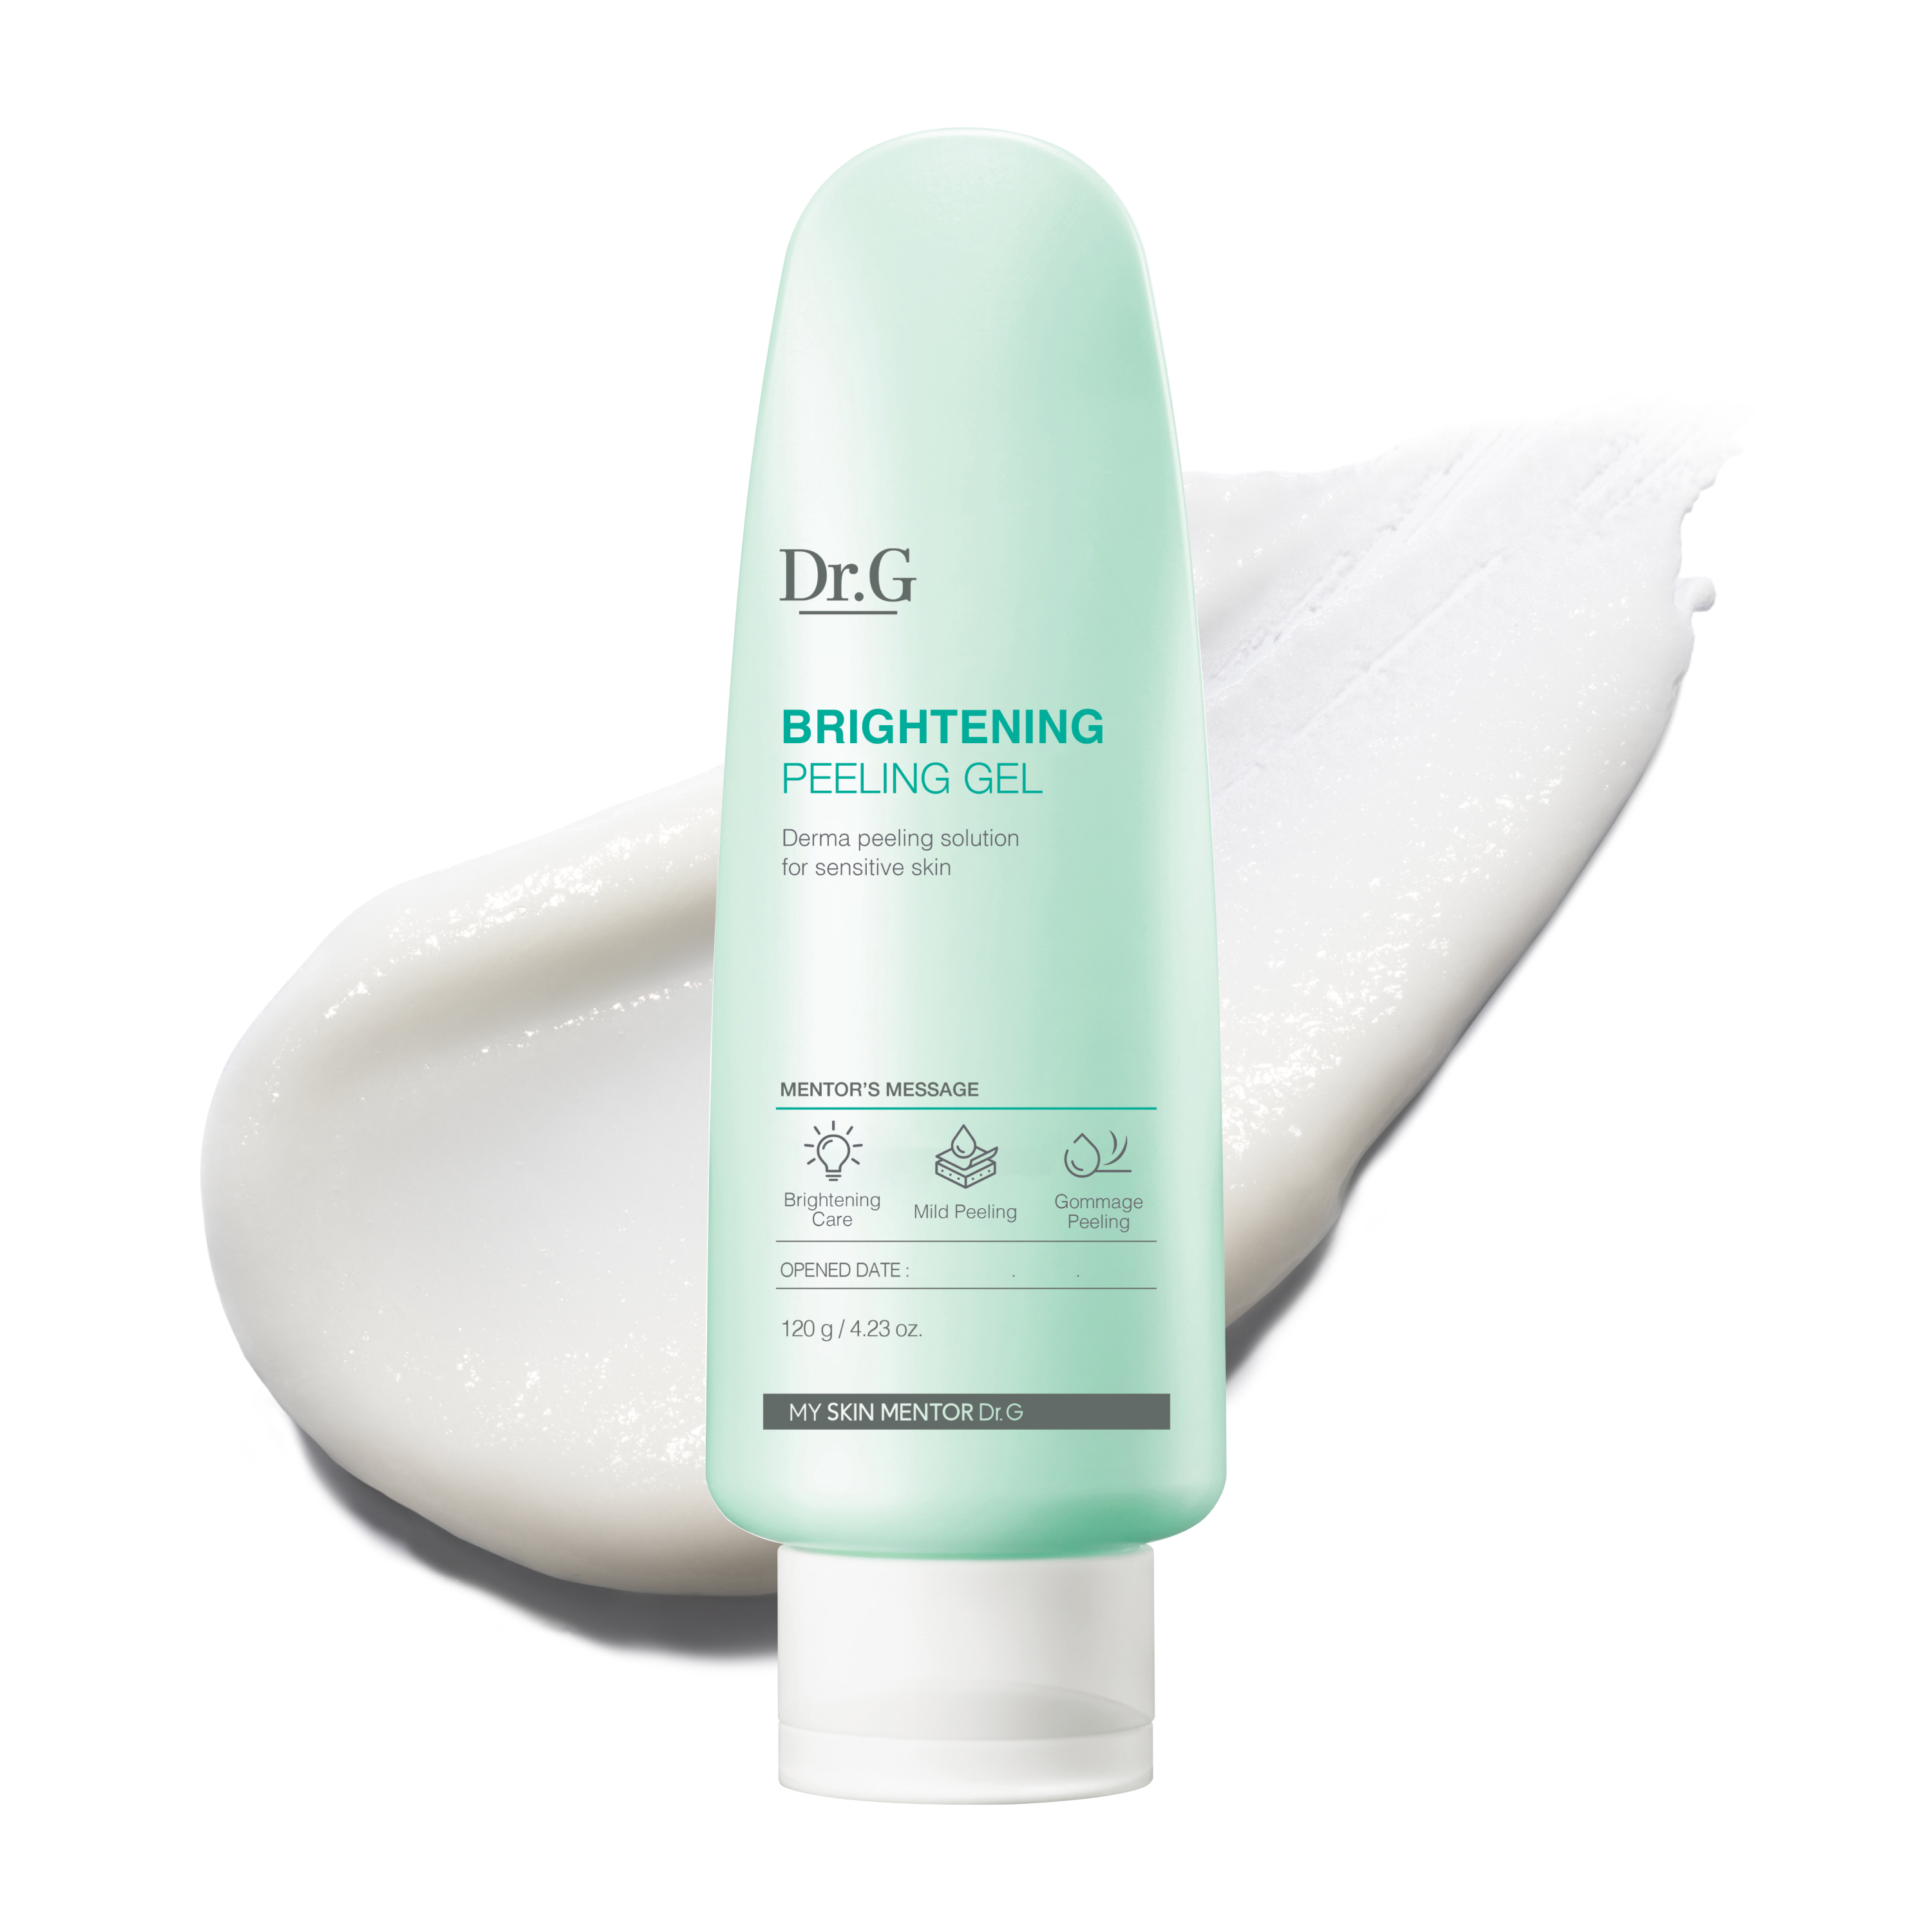 Dr.G
BRIGHTENING
PEELING GEL
Derma peeling solution
for sensitive skin
MENTOR'S MESSAGE
Brightening
Care
Mild Peeling
Gommage
Peeling
OPENED DATE : . .
120 g / 4.23 oz.
MY SKIN MENTOR Dr.G